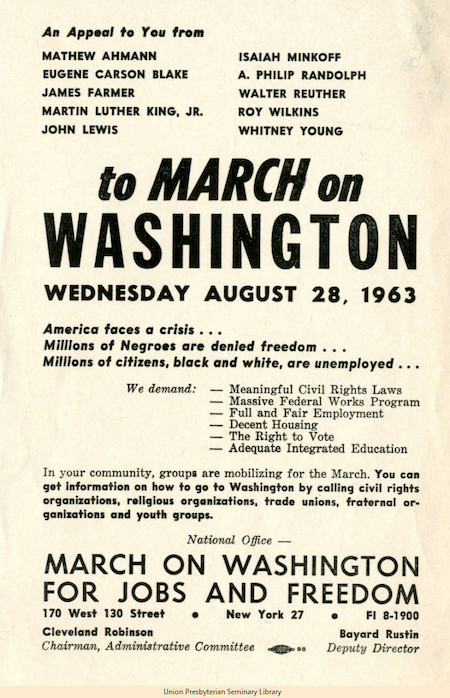 An Appeal to You from
MATHEW AHMANN
EUGENE CARSON BLAKE
JAMES FARMER
MARTIN LUTHER KING, JR.
JOHN LEWIS
ISAIAH MINKOFF
A. PHILIP RANDOLPH
WALTER REUTHER
ROY WILKINS
WHITNEY YOUNG
to MARCH on
WASHINGTON
WEDNESDAY AUGUST 28, 1963
America faces a crisis . . .
Millions of Negroes are denied freedom . . .
Millions of citizens, black and white, are unemployed . . .
We demand: — Meaningful Civil Rights Laws
— Massive Federal Works Program
— Full and Fair Employment
— Decent Housing
— The Right to Vote
— Adequate Integrated Education
In your community, groups are mobilizing for the March. You can
get information on how to go to Washington by calling civil rights
organizations, religious organizations, trade unions, fraternal or-
ganizations and youth groups.
National Office —
MARCH ON WASHINGTON
FOR JOBS AND FREEDOM
170 West 130 Street • New York 27 • FI 8-1900
Cleveland Robinson
Chairman, Administrative Committee
98
Bayard Rustin
Deputy Director
Union Presbyterian Seminary Library